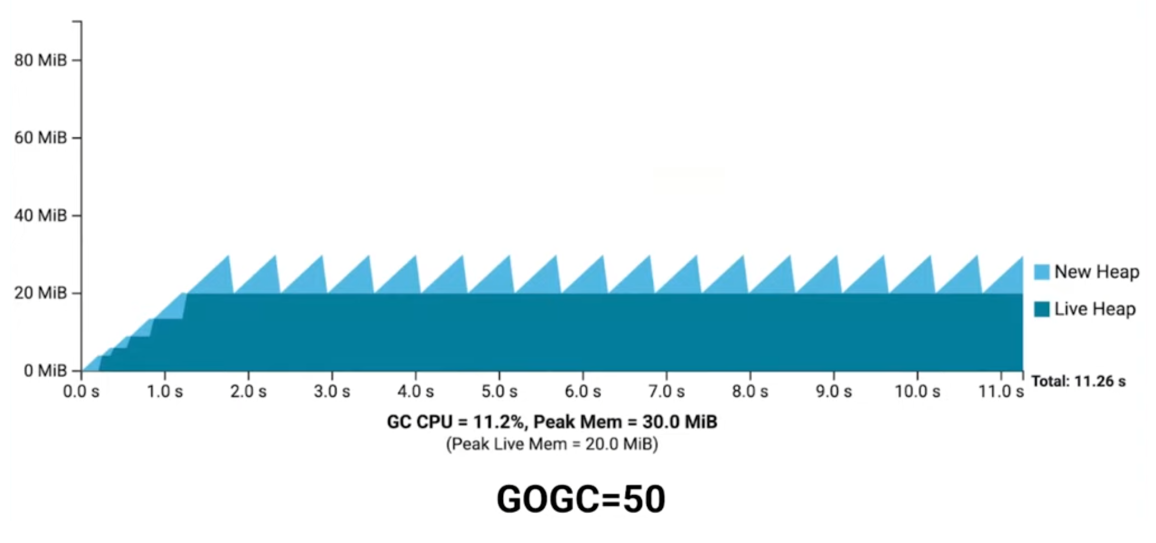 80 MiB
60 MiB
40 MiB
20 MiB
0 MiB
0.0 s 1.0 s 2.0 s 3.0 s 4.0 s 5.0 s 6.0 s 7.0 s 8.0 s 9.0 s 10.0 s 11.0 s
New Heap
Live Heap
Total: 11.26 s
GC CPU = 11.2%, Peak Mem = 30.0 MiB
(Peak Live Mem = 20.0 MiB)
GOGC=50